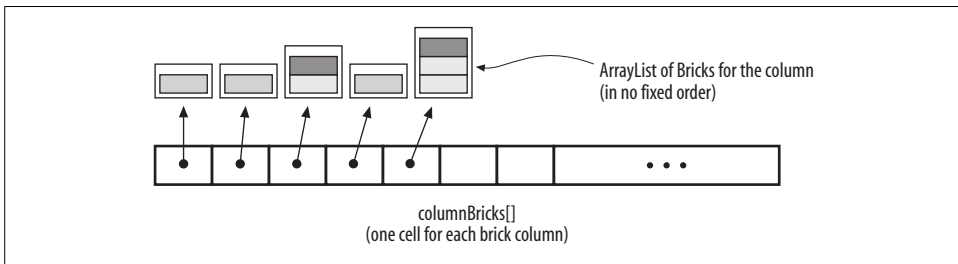 ArrayList of Bricks for the column
(in no fixed order)
columnBricks[]
(one cell for each brick column)